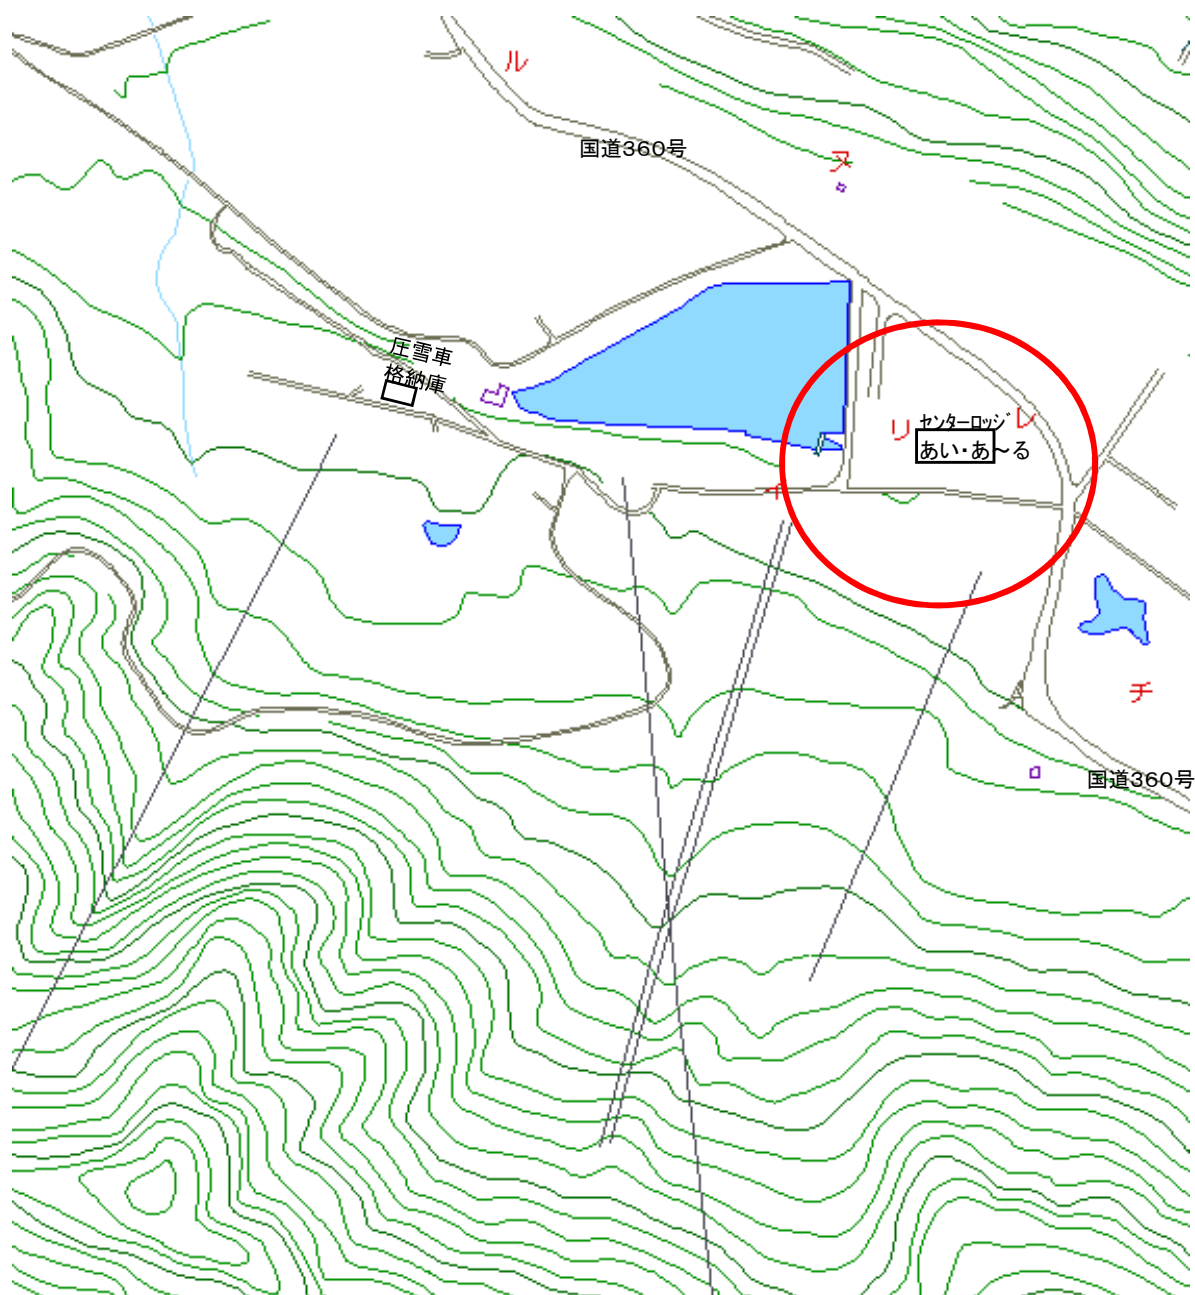 ル
国道360号
ヌ
圧雪車
格納庫
リ
センターロッジ
レ
あい・あ～る
イ
チ
国道360号